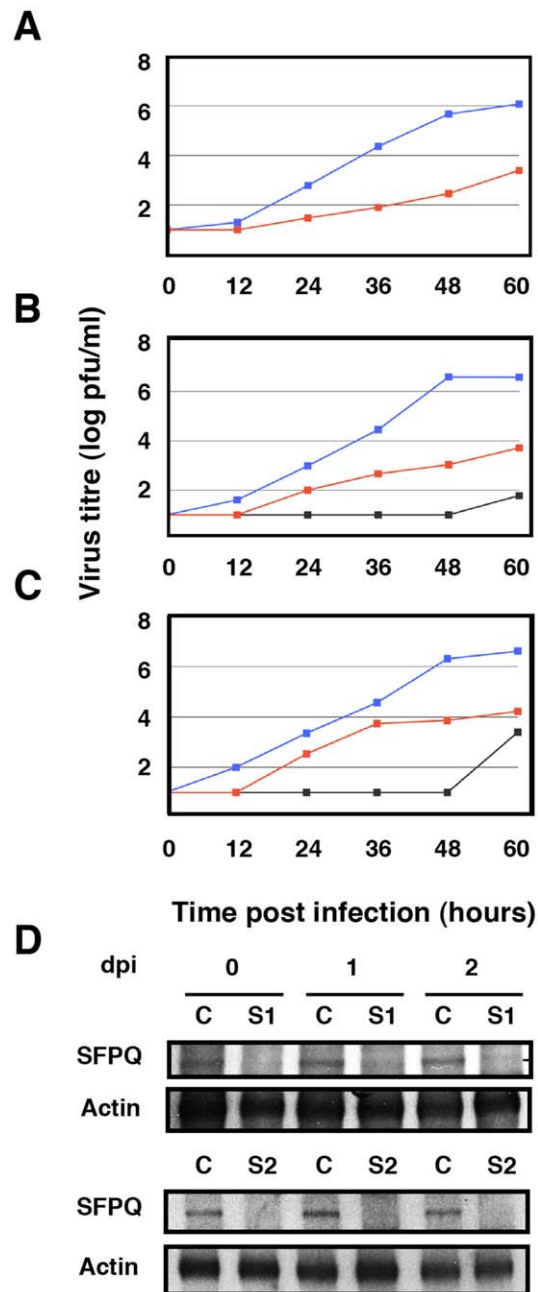 A
8
6
4
2
0 12 24 36 48 60
B
8
6
4
2
0 12 24 36 48 60
C
8
6
4
2
0 12 24 36 48 60
Virus titre (log pfu/ml)
Time post infection (hours)
D
dpi 0 1 2
C S1 C S1 C S1
SFPQ
Actin
C S2 C S2 C S2
SFPQ
Actin